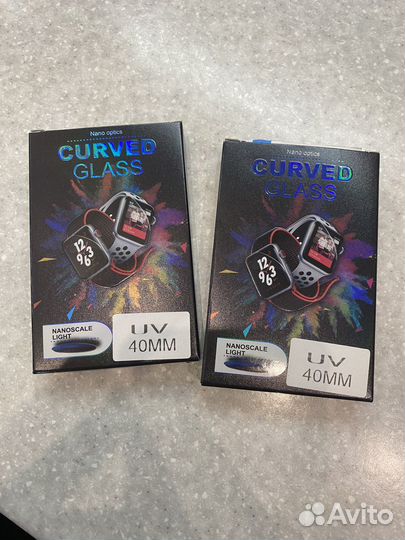 Nano optics
CURVED
GLASS
12
9 3
6
NANOSCALE
LIGHT
UV
40MM
Nano optics
CURVED
GLASS
12
9 3
6
NANOSCALE
LIGHT
UV
40MM
Avito